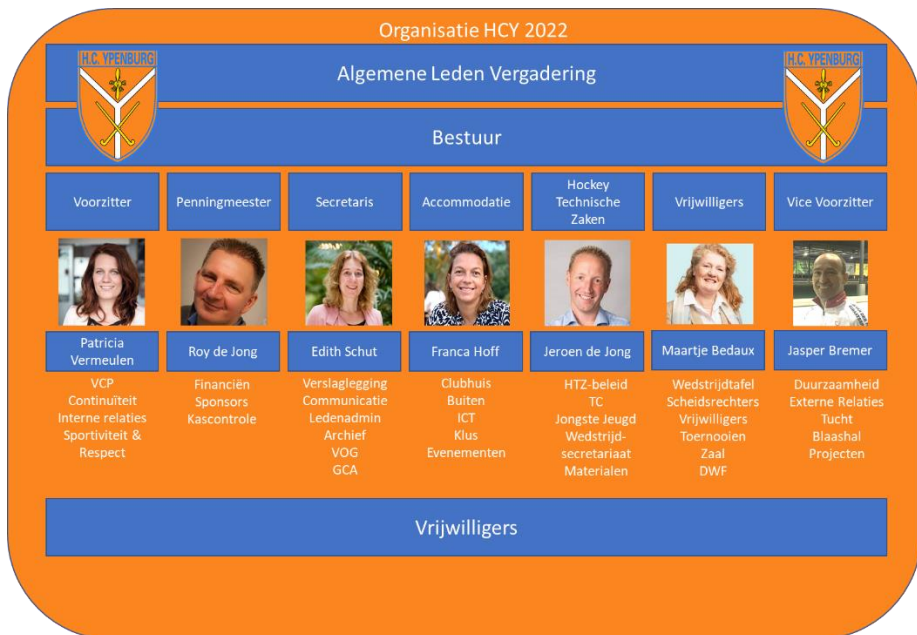 Organisatie HCY 2022
H.C. YPENBURG
H.C. YPENBURG
Algemene Leden Vergadering
Bestuur
Voorzitter
Penningmeester
Secretaris
Accommodatie
Hockey
Technische
Zaken
Vrijwilligers
Vice Voorzitter
Patricia
Vermeulen
Roy de Jong
Edith Schut
Franca Hoff
Jeroen de Jong
Maartje Bedaux
Jasper Bremer
VCP
Continuïteit
Interne relaties
Sportiviteit &
Respect
Financiën
Sponsors
Kascontrole
Verslaglegging
Communicatie
Ledenadmin
Archief
VOG
GCA
Clubhuis
Buiten
ICT
Klus
Evenementen
HTZ-beleid
TC
Jongste Jeugd
Wedstrijd-
secretariaat
Materialen
Wedstrijdtafel
Scheidsrechters
Vrijwilligers
Toernooien
Zaal
DWF
Duurzaamheid
Externe Relaties
Tucht
Blaashal
Projecten
Vrijwilligers